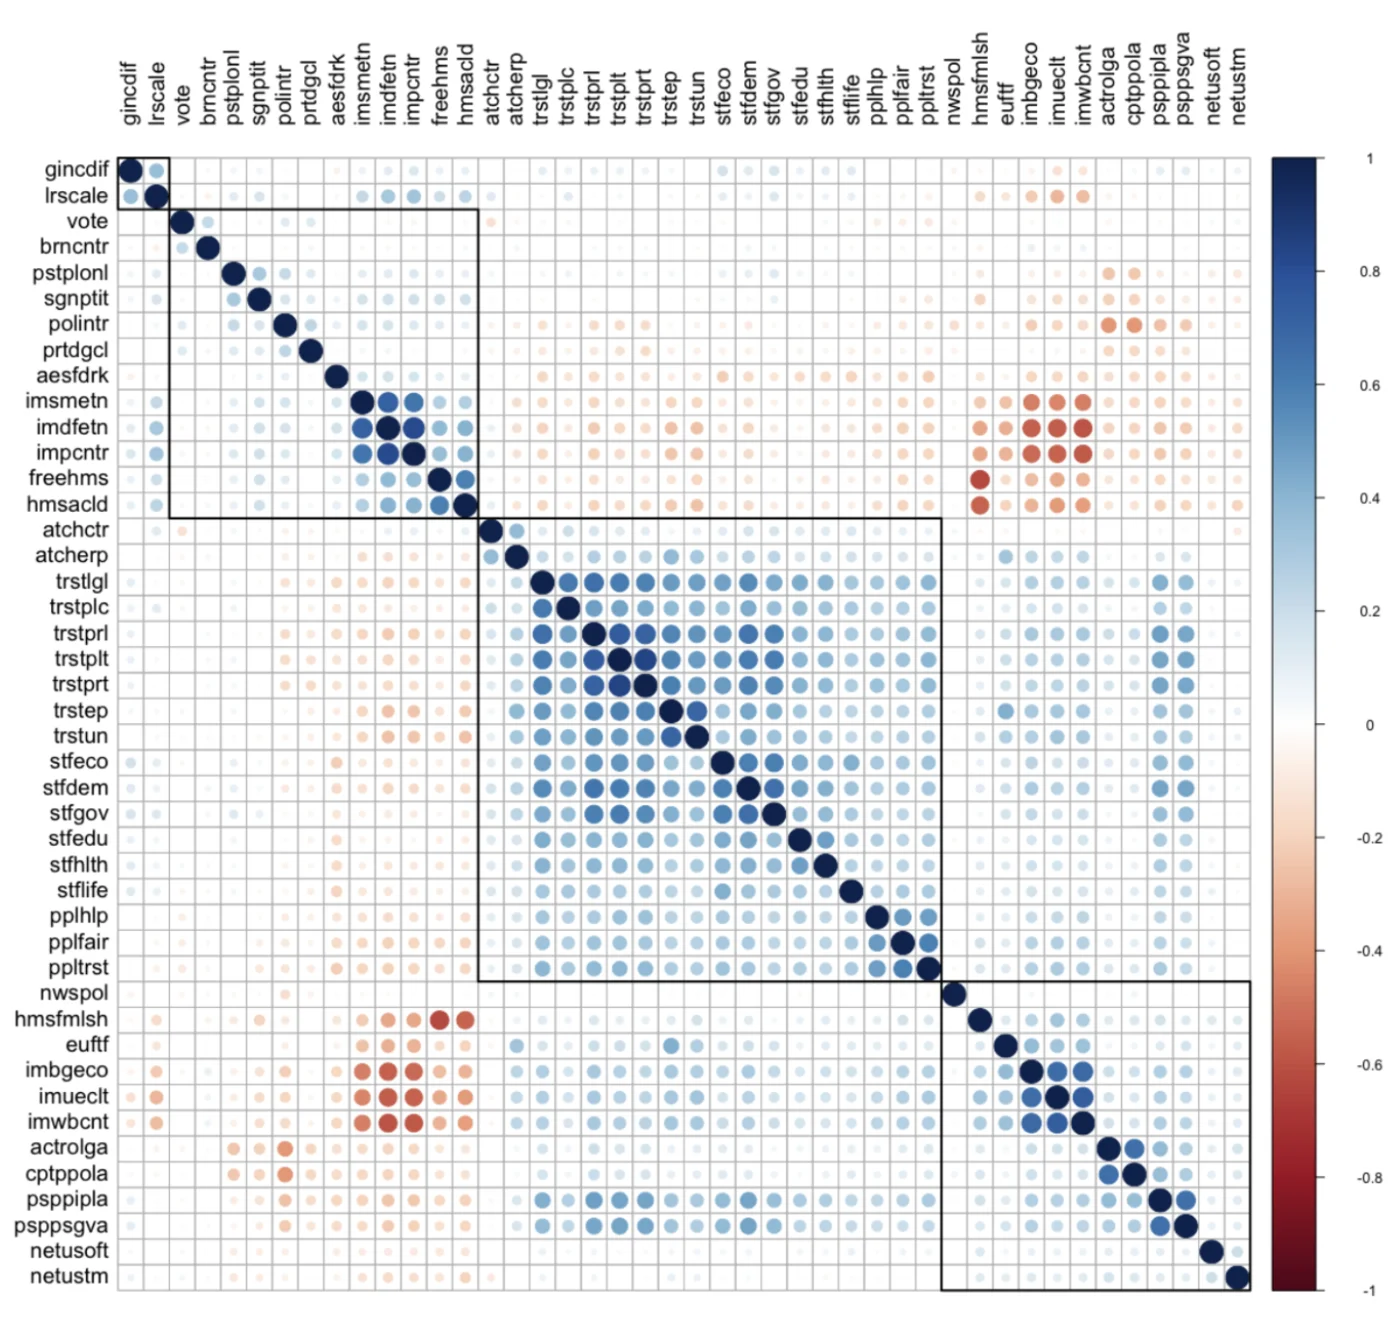 gincdif
lrscale
vote
brncntr
pstplonl
sgnptit
polintr
prtdgcl
aesfdrk
imsmetn
imdfetn
impcntr
freehms
hmsacld
atchctr
atcherp
trstlgl
trstplc
trstprl
trstplt
trstprt
trstep
trstun
stfeco
stfdem
stfgov
stfedu
stfhlth
stflife
pplhlp
pplfair
ppltrst
nwspol
hmsfmlsh
euftf
imbgeco
imueclt
imwbcnt
actrolga
cptppola
psppipla
psppsgva
netusoft
netustm
gincdif
lrscale
vote
brncntr
pstplonl
sgnptit
polintr
prtdgcl
aesfdrk
imsmetn
imdfetn
impcntr
freehms
hmsacld
atchctr
atcherp
trstlgl
trstplc
trstprl
trstplt
trstprt
trstep
trstun
stfeco
stfdem
stfgov
stfedu
stfhlth
stflife
pplhlp
pplfair
ppltrst
nwspol
hmsfmlsh
euftf
imbgeco
imueclt
imwbcnt
actrolga
cptppola
psppipla
psppsgva
netusoft
netustm
1
0.8
0.6
0.4
0.2
0
-0.2
-0.4
-0.6
-0.8
-1